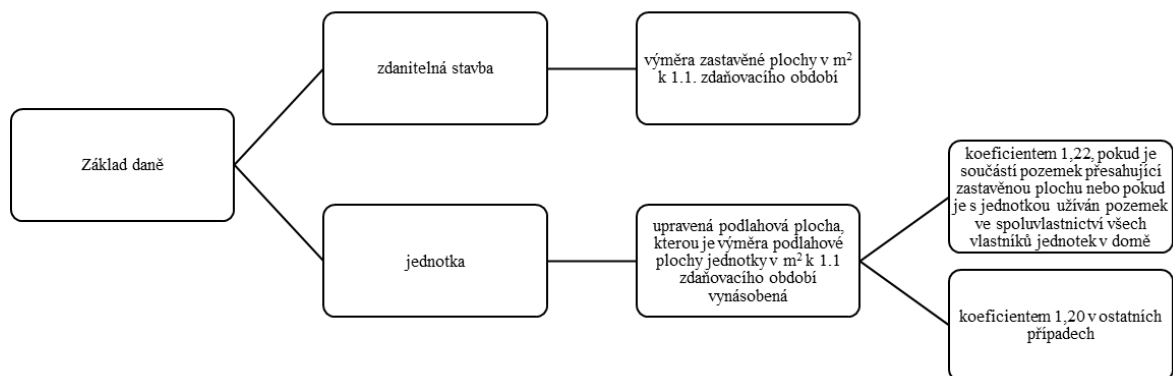 Základ daně
zdanitelná stavba
výměra zastavěné plochy v m²
k 1.1. zdaňovacího období
jednotka
upravená podlahová plocha,
kterou je výměra podlahové
plochy jednotky v m² k 1.1
zdaňovacího období
vynásobená
koeficientem 1,22, pokud je
součástí pozemek přesahující
zastavěnou plochu nebo pokud
je s jednotkou užíván pozemek
ve spoluvlastnictví všech
vlastníků jednotek v domě
koeficientem 1,20 v ostatních
případech